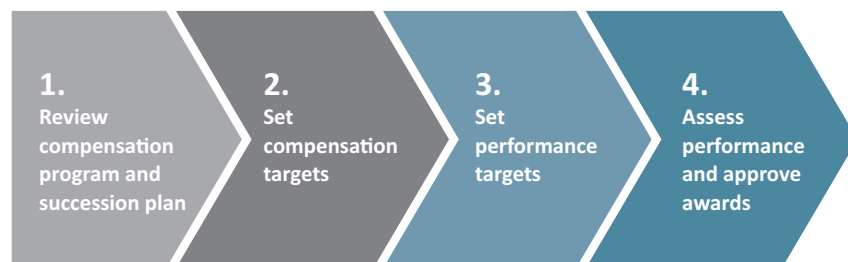 1.
Review
compensation
program and
succession plan
2.
Set
compensation
targets
3.
Set
performance
targets
4.
Assess
performance
and approve
awards